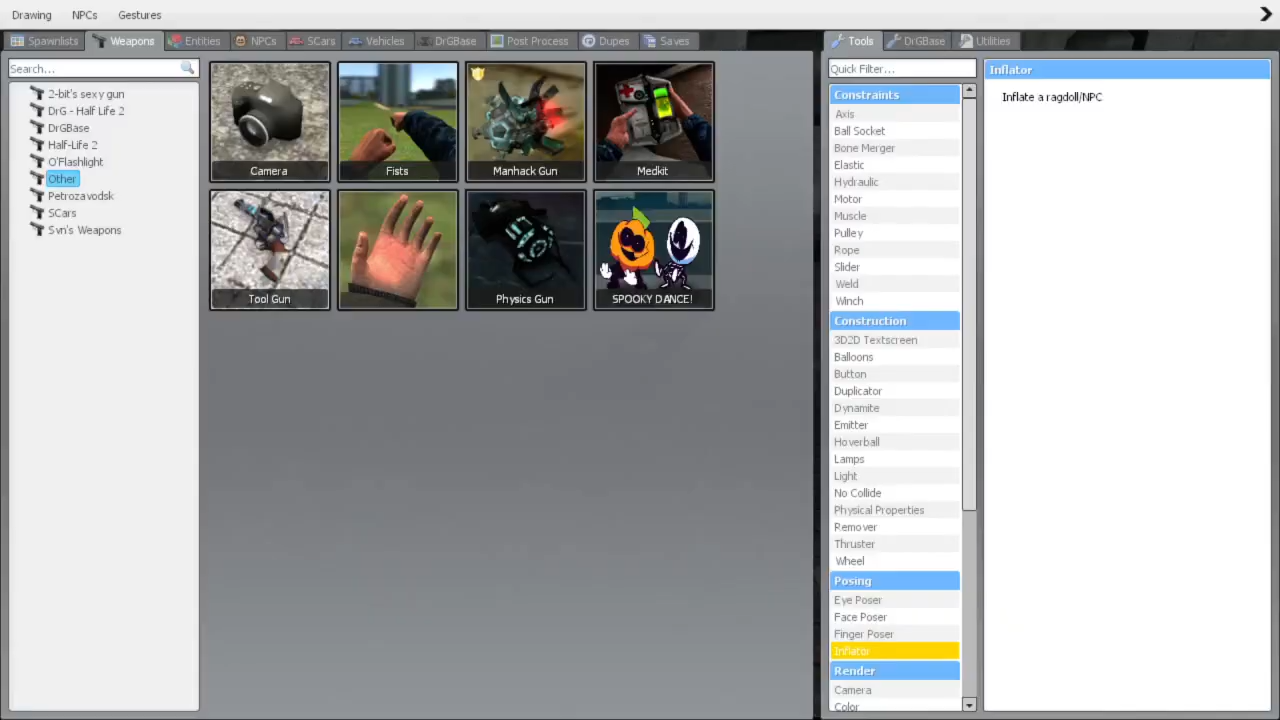 Drawing NPCs Gestures
Spawnlists Weapons Entities NPCs SCars Vehicles DrGBase Post Process Dupes Saves
Search...
2-bit's sexy gun
DrG - Half Life 2
DrGBase
Half-Life 2
O'Flashlight
Other
Petrozavodsk
SCars
Svn's Weapons
Camera Fists Manhack Gun Medkit
Tool Gun Physics Gun SPOOKY DANCE!
Tools DrGBase Utilities
Quick Filter...
Constraints
Axis
Ball Socket
Bone Merger
Elastic
Hydraulic
Motor
Muscle
Pulley
Rope
Slider
Weld
Winch
Construction
3D2D Textscreen
Balloons
Button
Duplicator
Dynamite
Emitter
Hoverball
Lamps
Light
No Collide
Physical Properties
Remover
Thruster
Wheel
Posing
Eye Poser
Face Poser
Finger Poser
Inflator
Render
Camera
Color
Inflator
Inflate a ragdoll/NPC